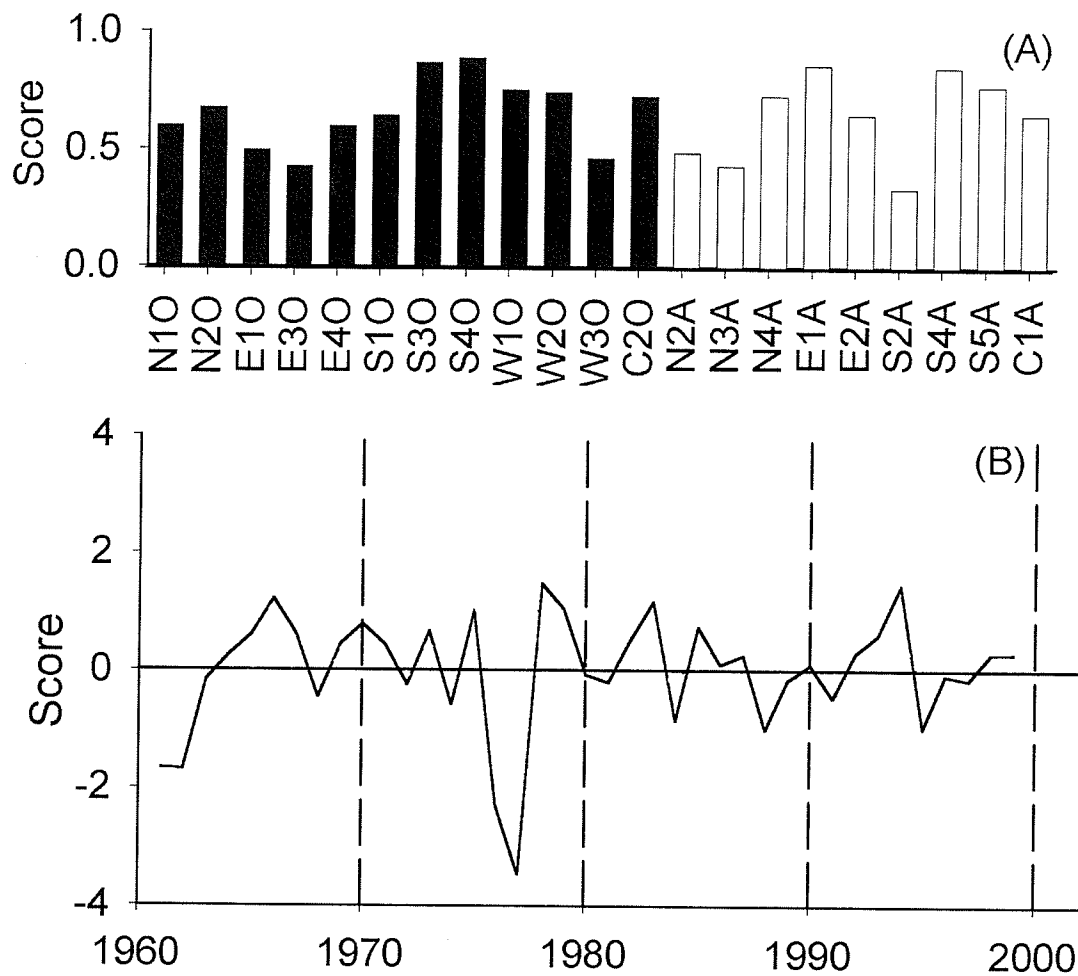 (A)
Score
1.0
0.5
0.0
N1O
N2O
E1O
E3O
E4O
S1O
S3O
S4O
W1O
W2O
W3O
C2O
N2A
N3A
N4A
E1A
E2A
S2A
S4A
S5A
C1A
(B)
Score
4
2
0
-2
-4
1960 1970 1980 1990 2000